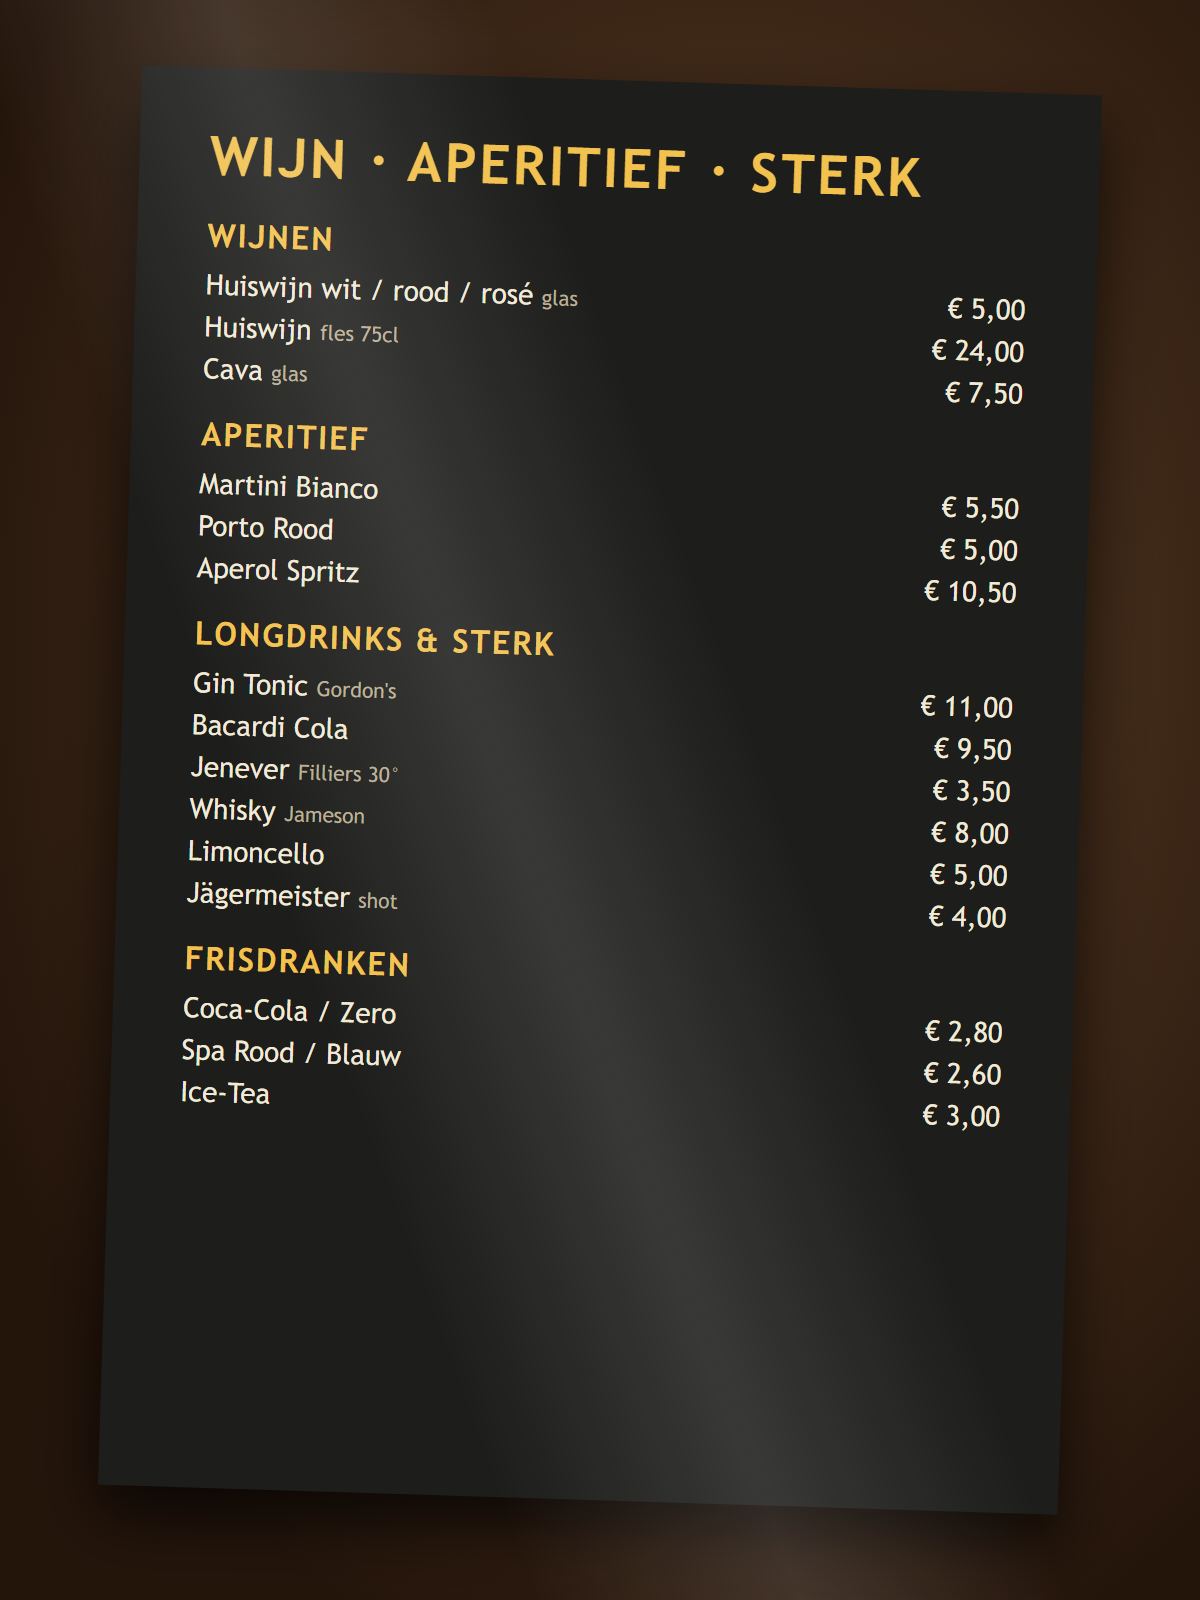 WIJN · APERITIEF · STERK
WIJNEN
Huiswijn wit / rood / rosé glas € 5,00
Huiswijn fles 75cl € 24,00
Cava glas € 7,50
APERITIEF
Martini Bianco € 5,50
Porto Rood € 5,00
Aperol Spritz € 10,50
LONGDRINKS & STERK
Gin Tonic Gordon's € 11,00
Bacardi Cola € 9,50
Jenever Filliers 30° € 3,50
Whisky Jameson € 8,00
Limoncello € 5,00
Jägermeister shot € 4,00
FRISDRANKEN
Coca-Cola / Zero € 2,80
Spa Rood / Blauw € 2,60
Ice-Tea € 3,00